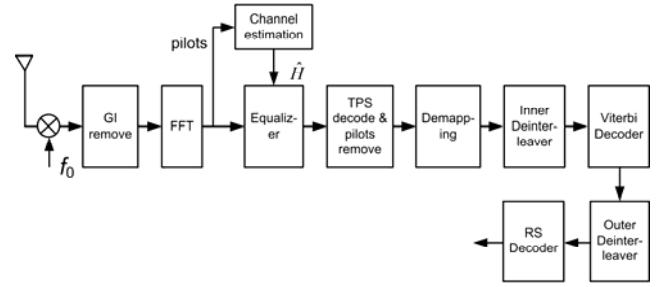 Channel
estimation
pilots
Ĥ
GI
remove
FFT
Equaliz-
er
TPS
decode &
pilots
remove
Demapp-
ing
Inner
Deinter-
leaver
Viterbi
Decoder
f₀
RS
Decoder
Outer
Deinter-
leaver